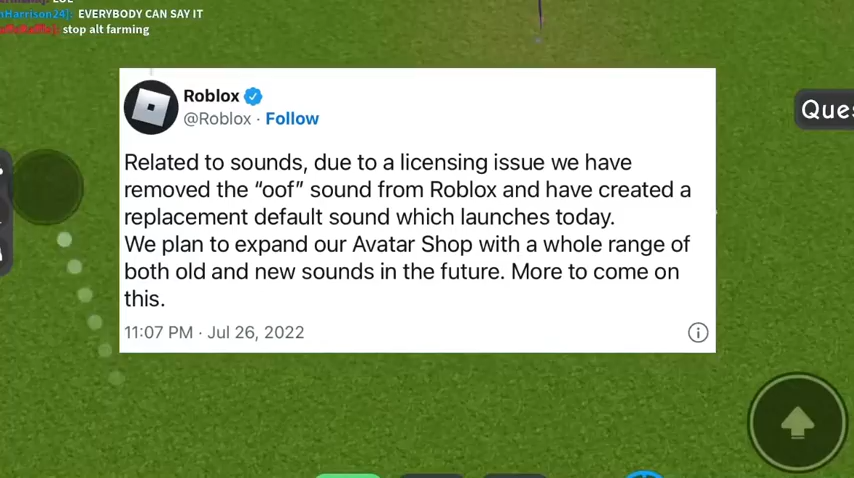 EVERYBODY CAN SAY IT
stop alt farming
Roblox
@Roblox · Follow
Ques
Related to sounds, due to a licensing issue we have
removed the “oof” sound from Roblox and have created a
replacement default sound which launches today.
We plan to expand our Avatar Shop with a whole range of
both old and new sounds in the future. More to come on
this.
11:07 PM · Jul 26, 2022